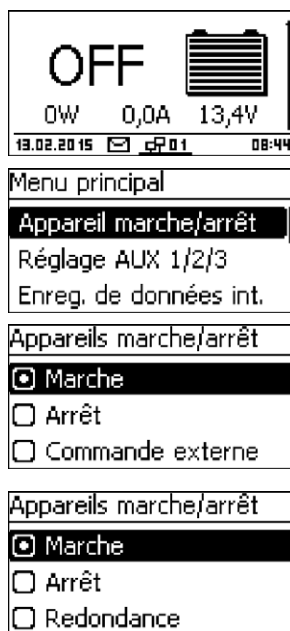 OFF
0W 0,0A 13,4V
13.02.2015 01 08:44
Menu principal
Appareil marche/arrêt
Réglage AUX 1/2/3
Enreg. de données int.
Appareils marche/arrêt
Marche
Arrêt
Commande externe
Appareils marche/arrêt
Marche
Arrêt
Redondance